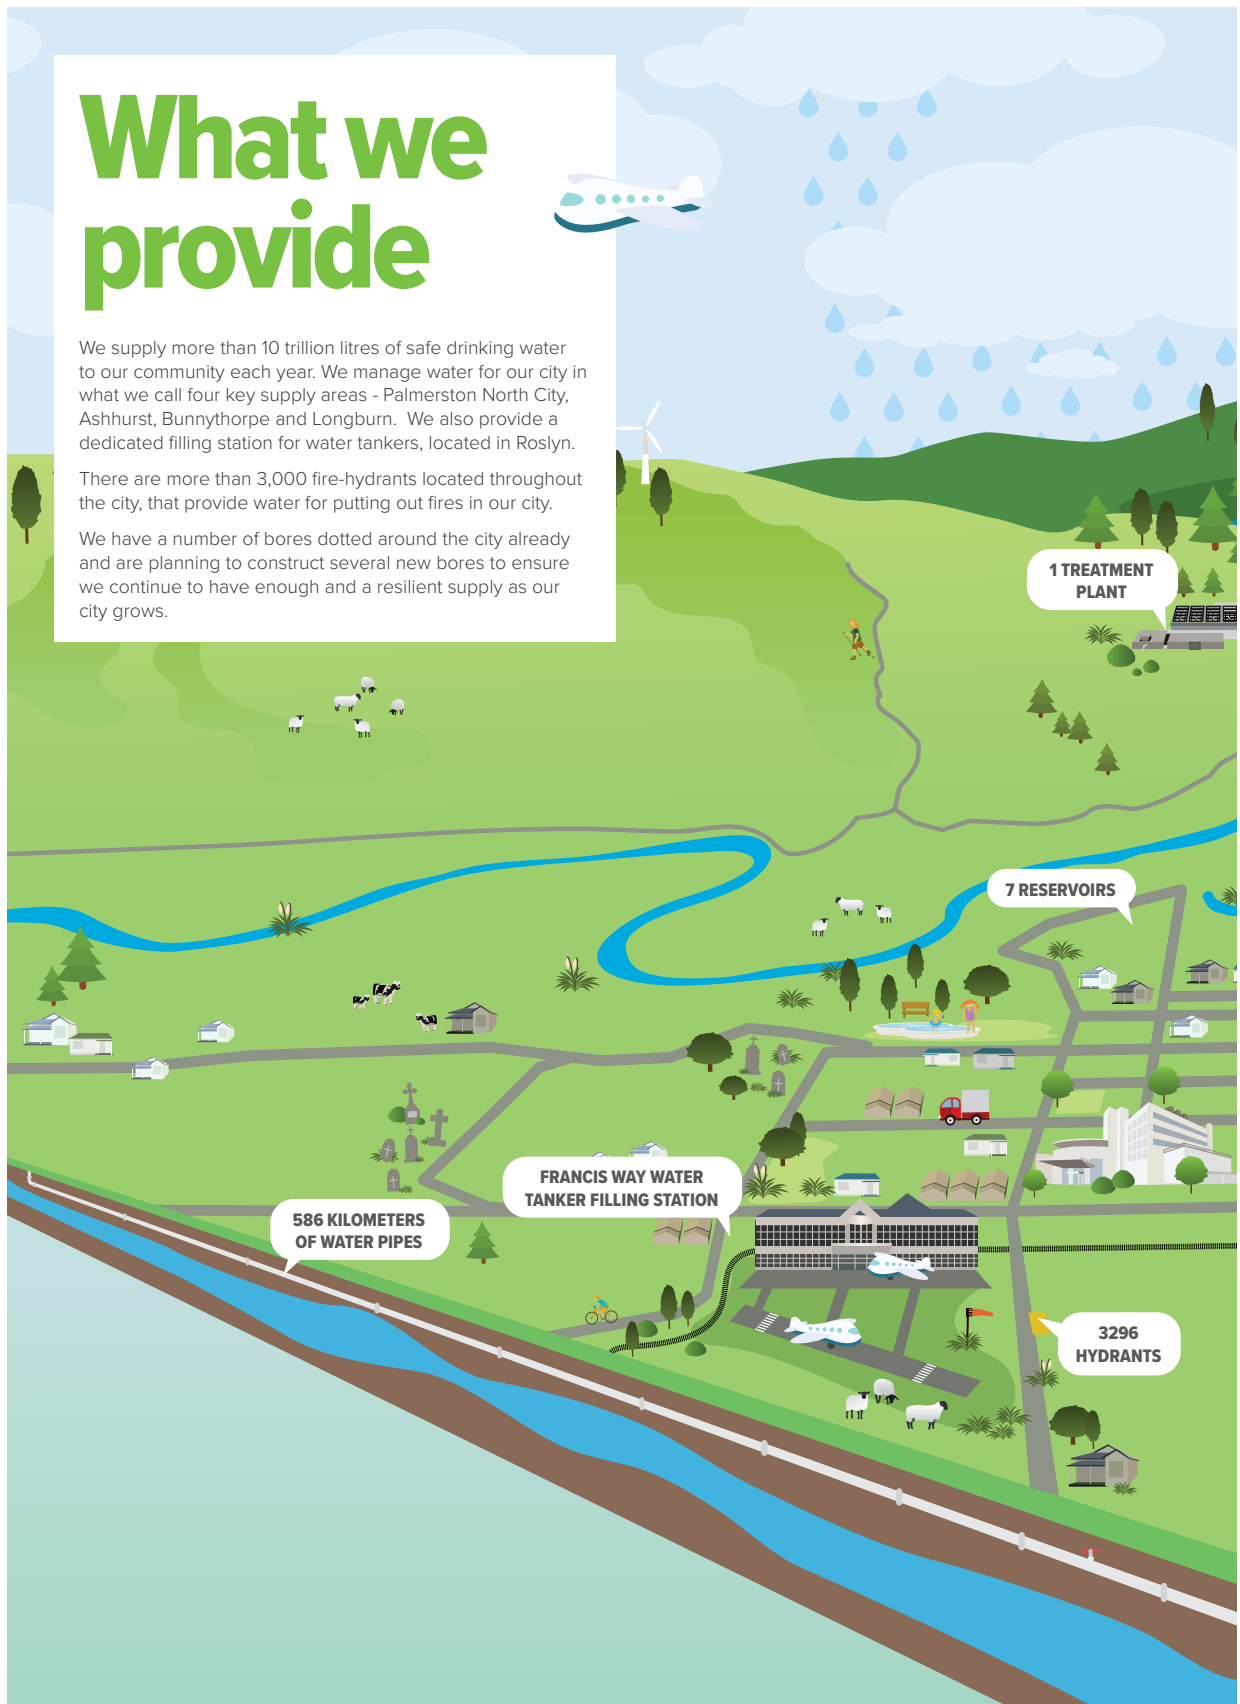 What we
provide
We supply more than 10 trillion litres of safe drinking water
to our community each year. We manage water for our city in
what we call four key supply areas - Palmerston North City,
Ashhurst, Bunnythorpe and Longburn.  We also provide a
dedicated filling station for water tankers, located in Roslyn.
There are more than 3,000 fire-hydrants located throughout
the city, that provide water for putting out fires in our city.
We have a number of bores dotted around the city already
and are planning to construct several new bores to ensure
we continue to have enough and a resilient supply as our
city grows.
1 TREATMENT
PLANT
7 RESERVOIRS
FRANCIS WAY WATER
TANKER FILLING STATION
586 KILOMETERS
OF WATER PIPES
3296
HYDRANTS